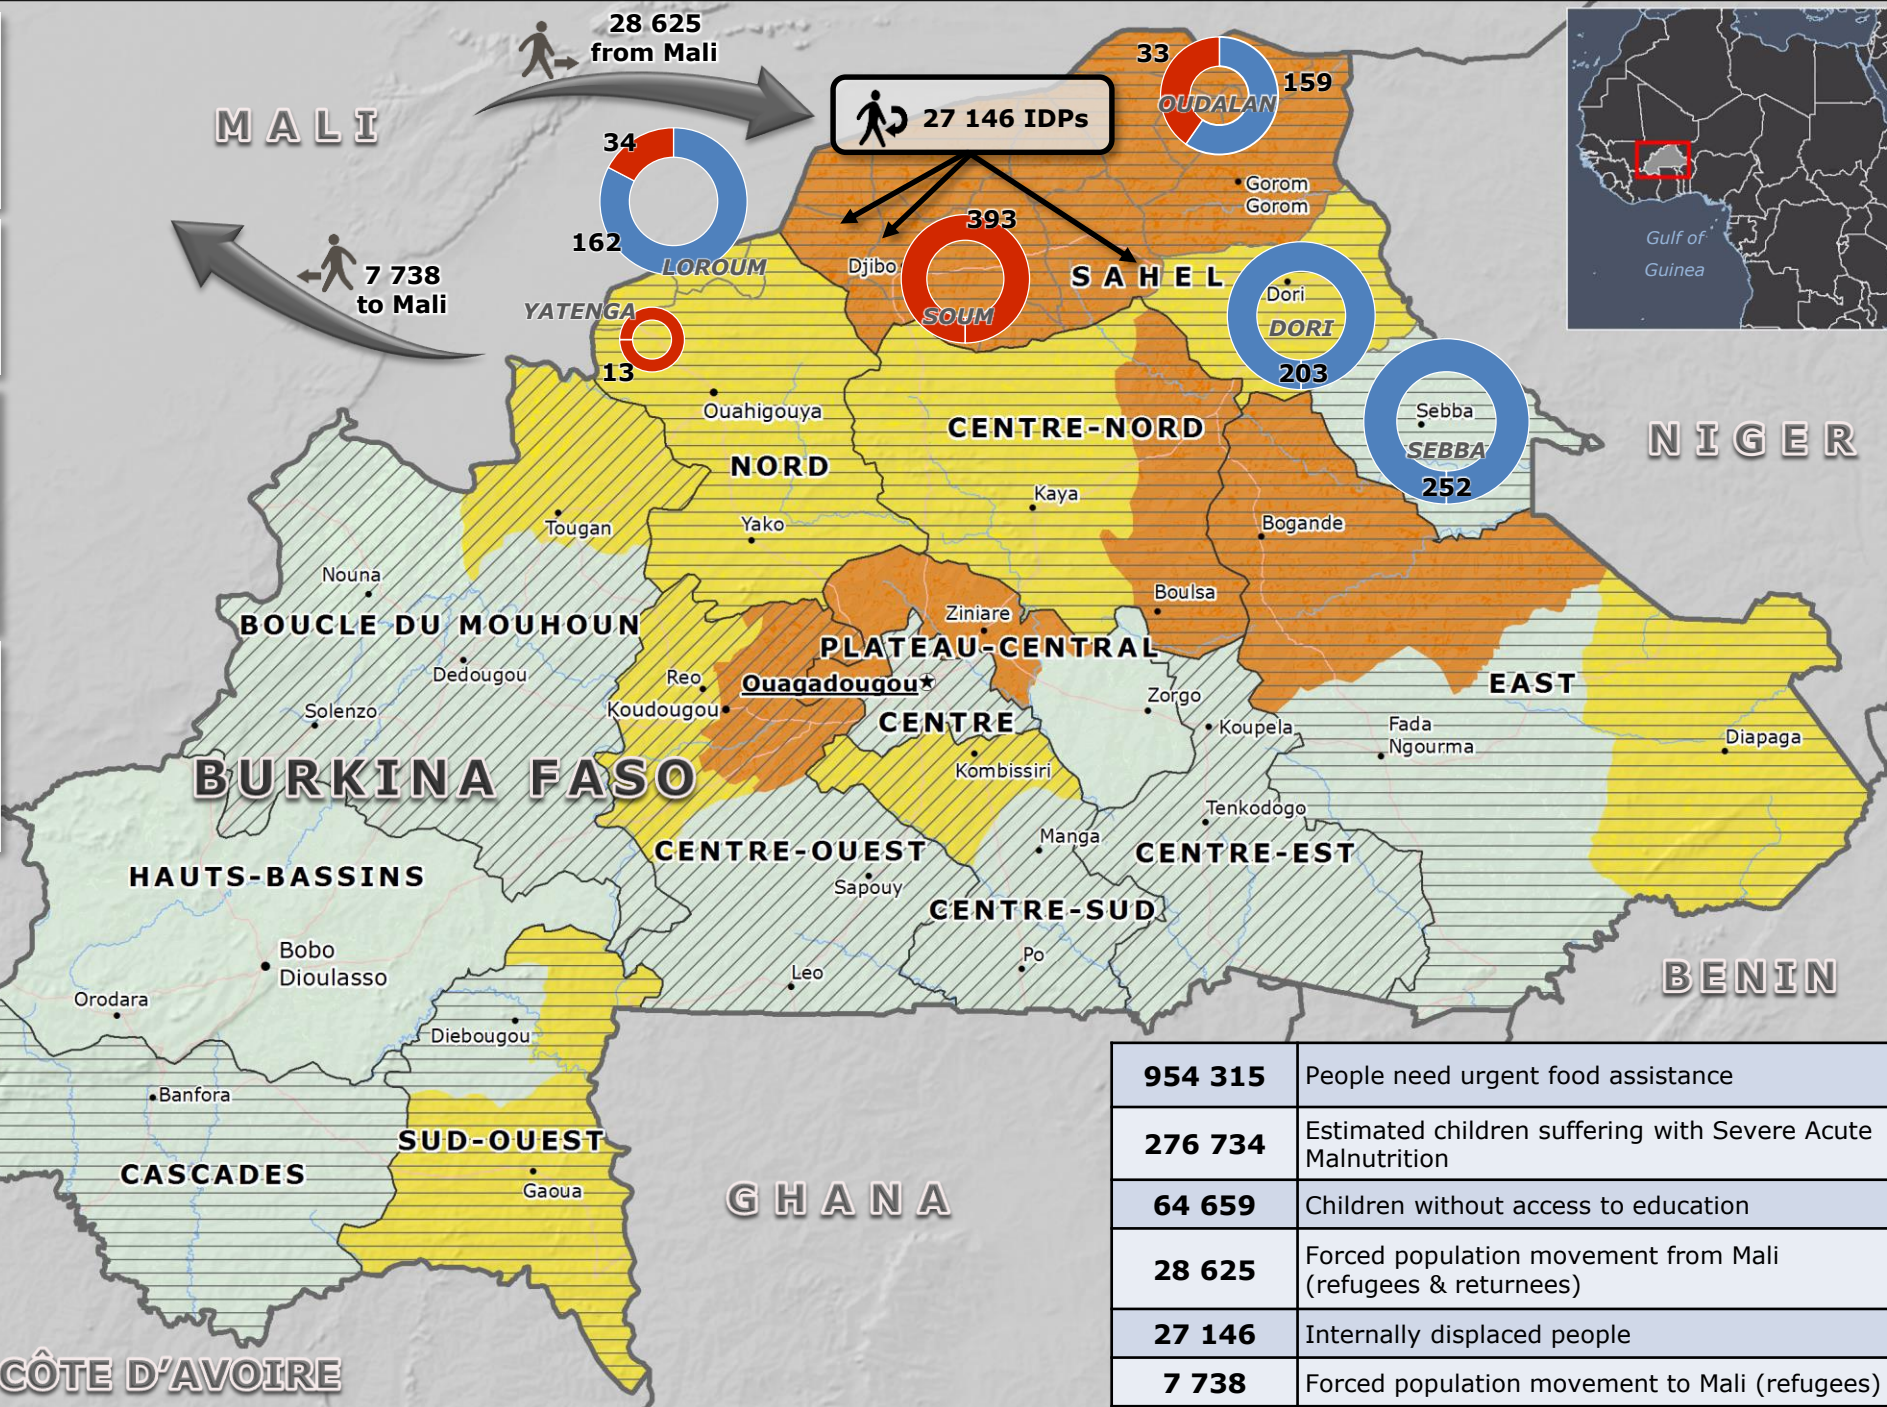 28 625
from Mali
MALI
27 146 IDPs
33
OUDALAN
159
34
162
LOROUM
7 738
to Mali
YATENGA
13
Gorom
Gorom
393
Djibo
SOUM
SAHEL
Dori
DORI
203
Gulf of
Guinea
Sebba
SEBBA
252
NIGER
Ouahigouya
CENTRE-NORD
NORD
Kaya
Tougan
Yako
Bogande
Nouna
Boulsa
BOUCLE DU MOUHOUN
Ziniare
PLATEAU-CENTRAL
Dedougou
Reo
Ouagadougou
EAST
Solenzo
Koudougou
CENTRE
Zorgo
Koupela
Fada
Ngourma
Diapaga
BURKINA FASO
Kombissiri
Tenkodogo
Manga
HAUTS-BASSINS
CENTRE-OUEST
Sapouy
CENTRE-EST
CENTRE-SUD
Bobo
Dioulasso
Leo
Po
BENIN
Orodara
Diebougou
Banfora
SUD-OUEST
CASCADES
Gaoua
GHANA
CÔTE D'AVOIRE
954 315 People need urgent food assistance
276 734 Estimated children suffering with Severe Acute
Malnutrition
64 659 Children without access to education
28 625 Forced population movement from Mali
(refugees & returnees)
27 146 Internally displaced people
7 738 Forced population movement to Mali (refugees)